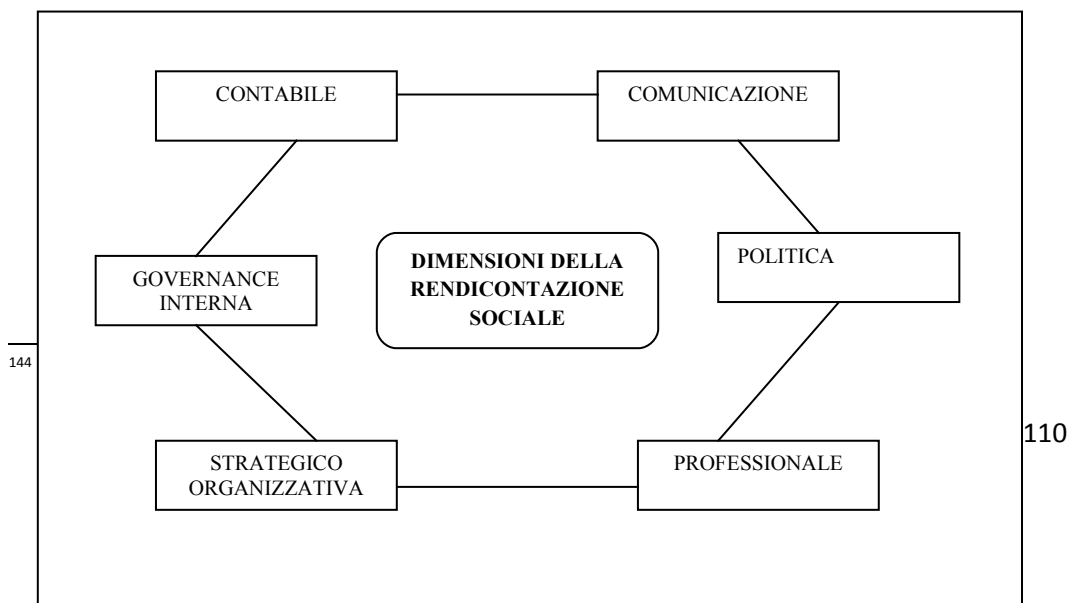 CONTABILE
COMUNICAZIONE
GOVERNANCE
INTERNA
DIMENSIONI DELLA
RENDICONTAZIONE
SOCIALE
POLITICA
144
110
STRATEGICO
ORGANIZZATIVA
PROFESSIONALE